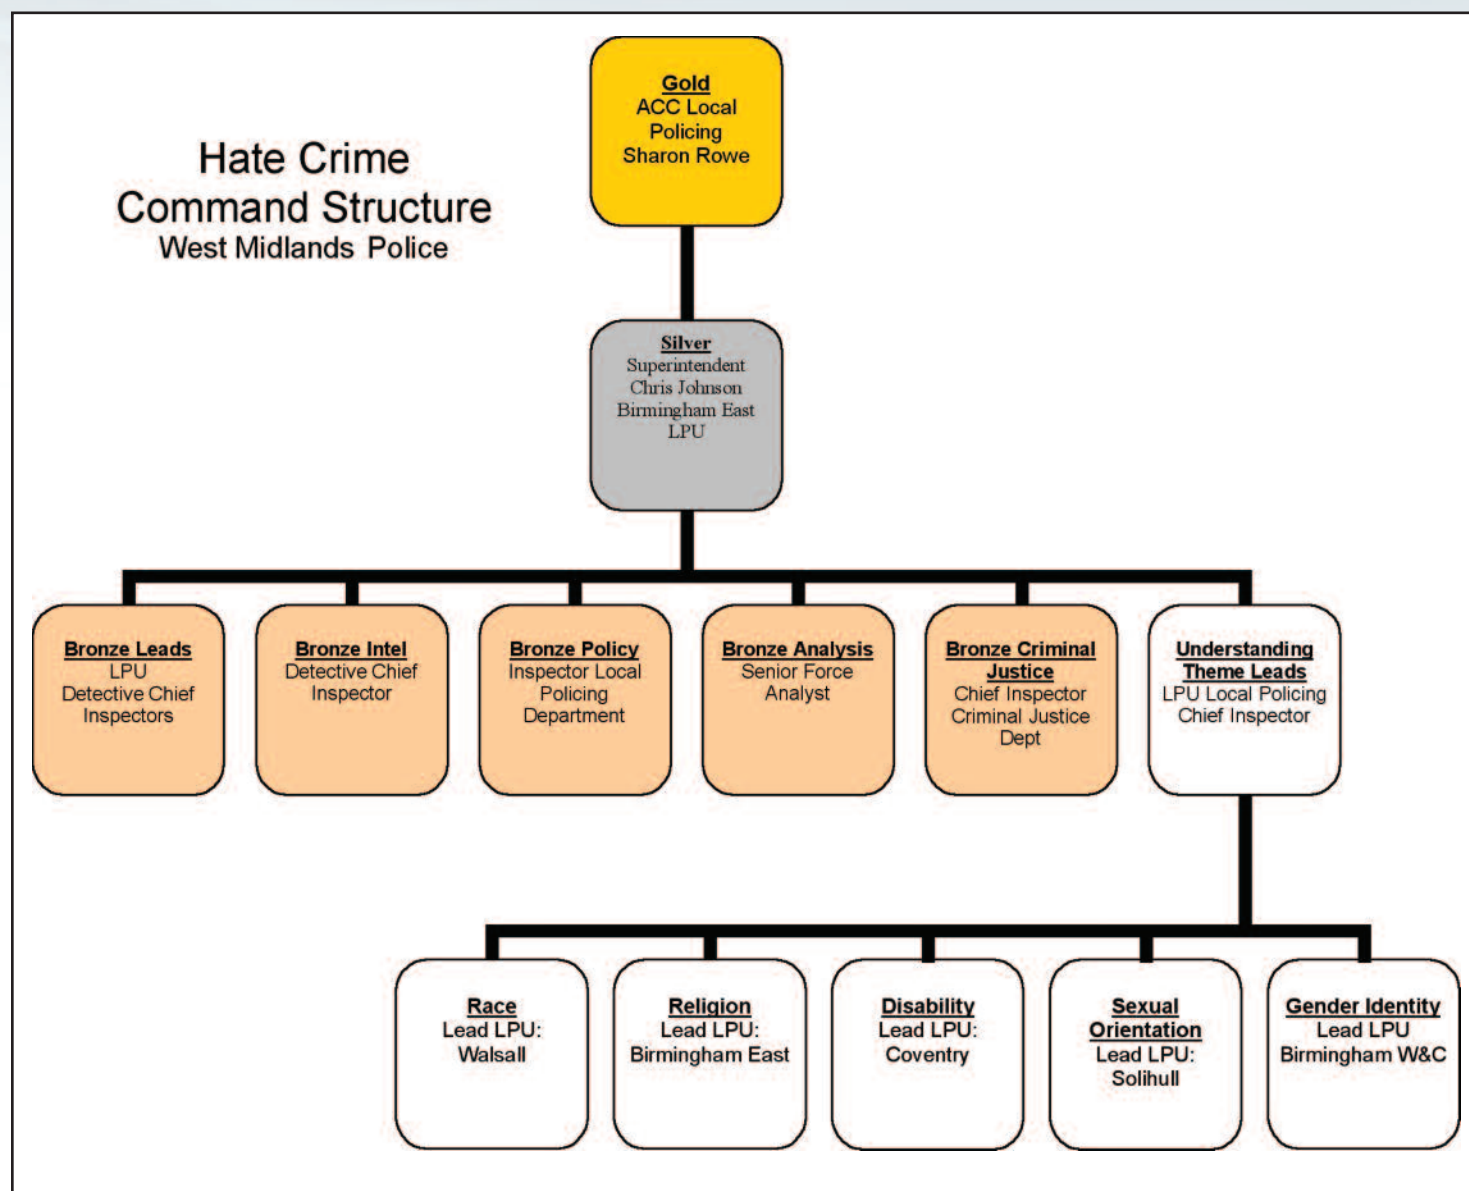 Hate Crime
Command Structure
West Midlands Police
Gold
ACC Local
Policing
Sharon Rowe
Silver
Superintendent
Chris Johnson
Birmingham East
LPU
Bronze Leads
LPU
Detective Chief
Inspectors
Bronze Intel
Detective Chief
Inspector
Bronze Policy
Inspector Local
Policing
Department
Bronze Analysis
Senior Force
Analyst
Bronze Criminal
Justice
Chief Inspector
Criminal Justice
Dept
Understanding
Theme Leads
LPU Local Policing
Chief Inspector
Race
Lead LPU:
Walsall
Religion
Lead LPU:
Birmingham East
Disability
Lead LPU:
Coventry
Sexual
Orientation
Lead LPU:
Solihull
Gender Identity
Lead LPU
Birmingham W&C